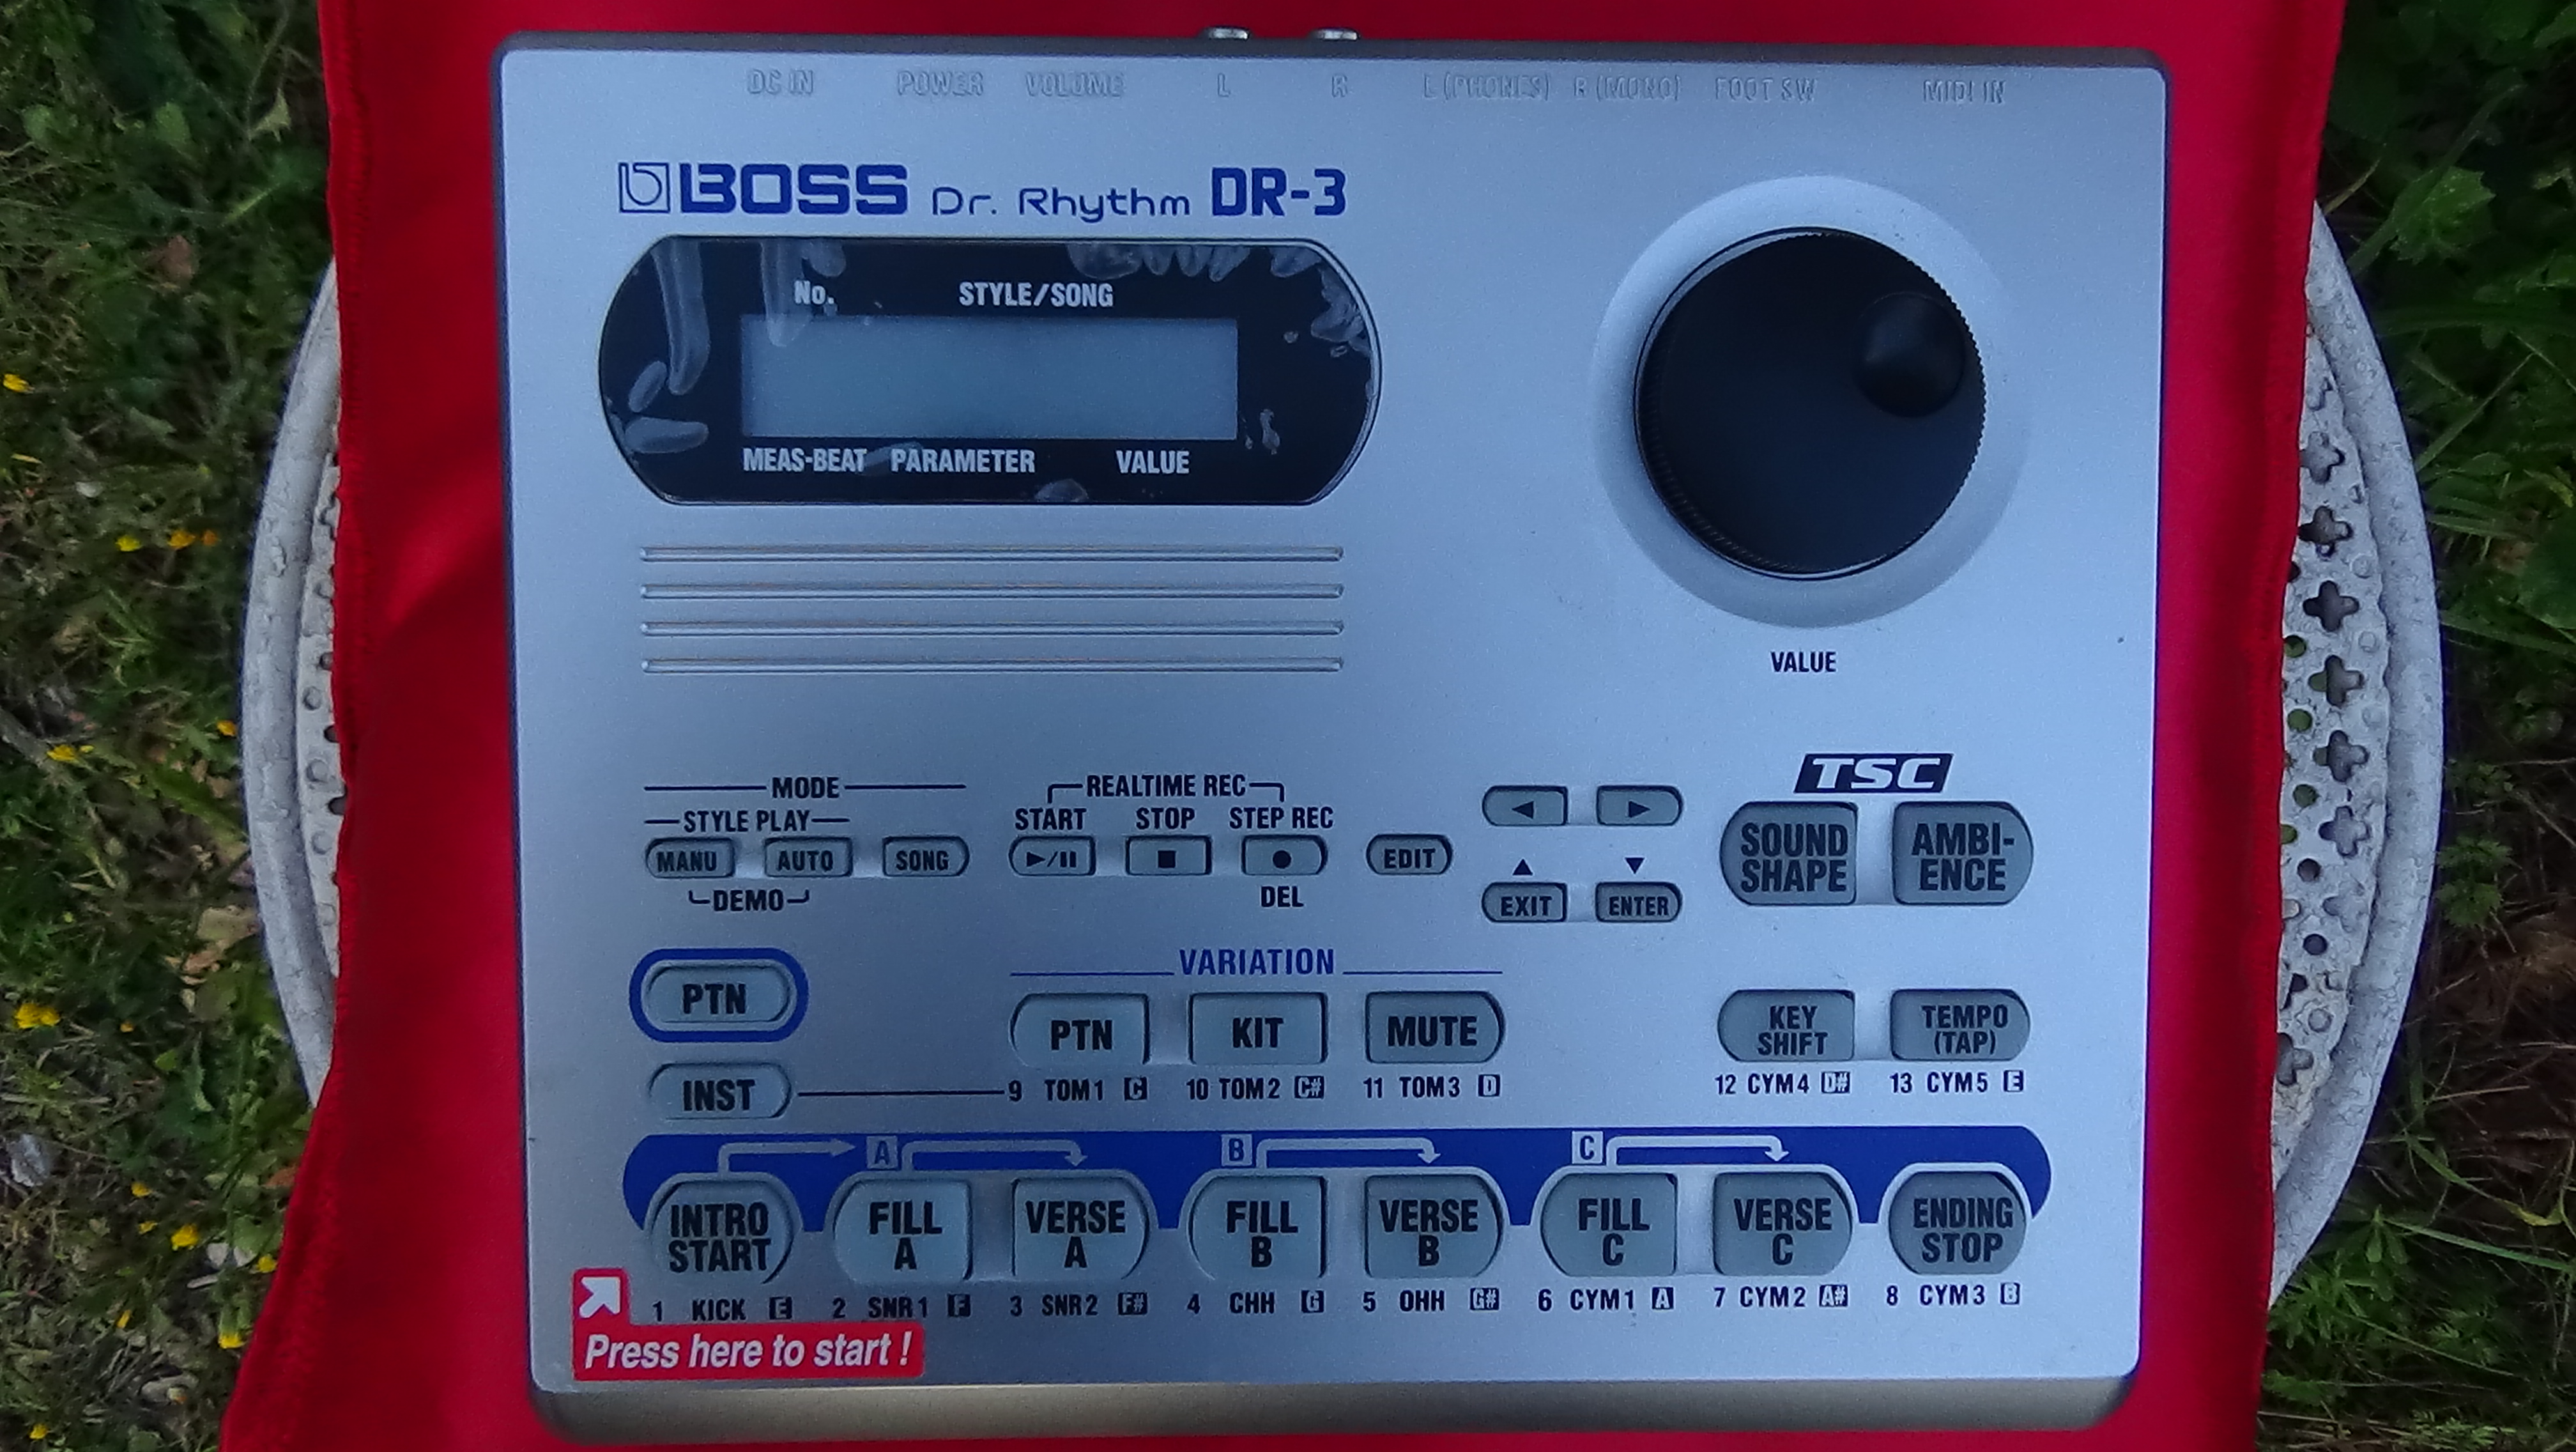 DC IN POWER VOLUME L R L (PHONES) R (MONO) FOOT SW MIDI IN
BOSS Dr. Rhythm DR-3
No. STYLE/SONG
MEAS-BEAT PARAMETER VALUE
VALUE
TSC
MODE REALTIME REC
STYLE PLAY START STOP STEP REC
MANU AUTO SONG ▶/II ■ ● EDIT ◀ ▶
DEMO DEL ▲ ▼
EXIT ENTER
SOUND SHAPE
AMBI-ENCE
PTN
VARIATION
PTN KIT MUTE
KEY SHIFT
TEMPO (TAP)
INST 9 TOM1 C 10 TOM2 C# 11 TOM3 D 12 CYM4 D# 13 CYM5 E
A B C
INTRO START
FILL A
VERSE A
FILL B
VERSE B
FILL C
VERSE C
ENDING STOP
1 KICK E 2 SNR1 F 3 SNR2 F# 4 CHH G 5 OHH G# 6 CYM1 A 7 CYM2 A# 8 CYM3 B
Press here to start !